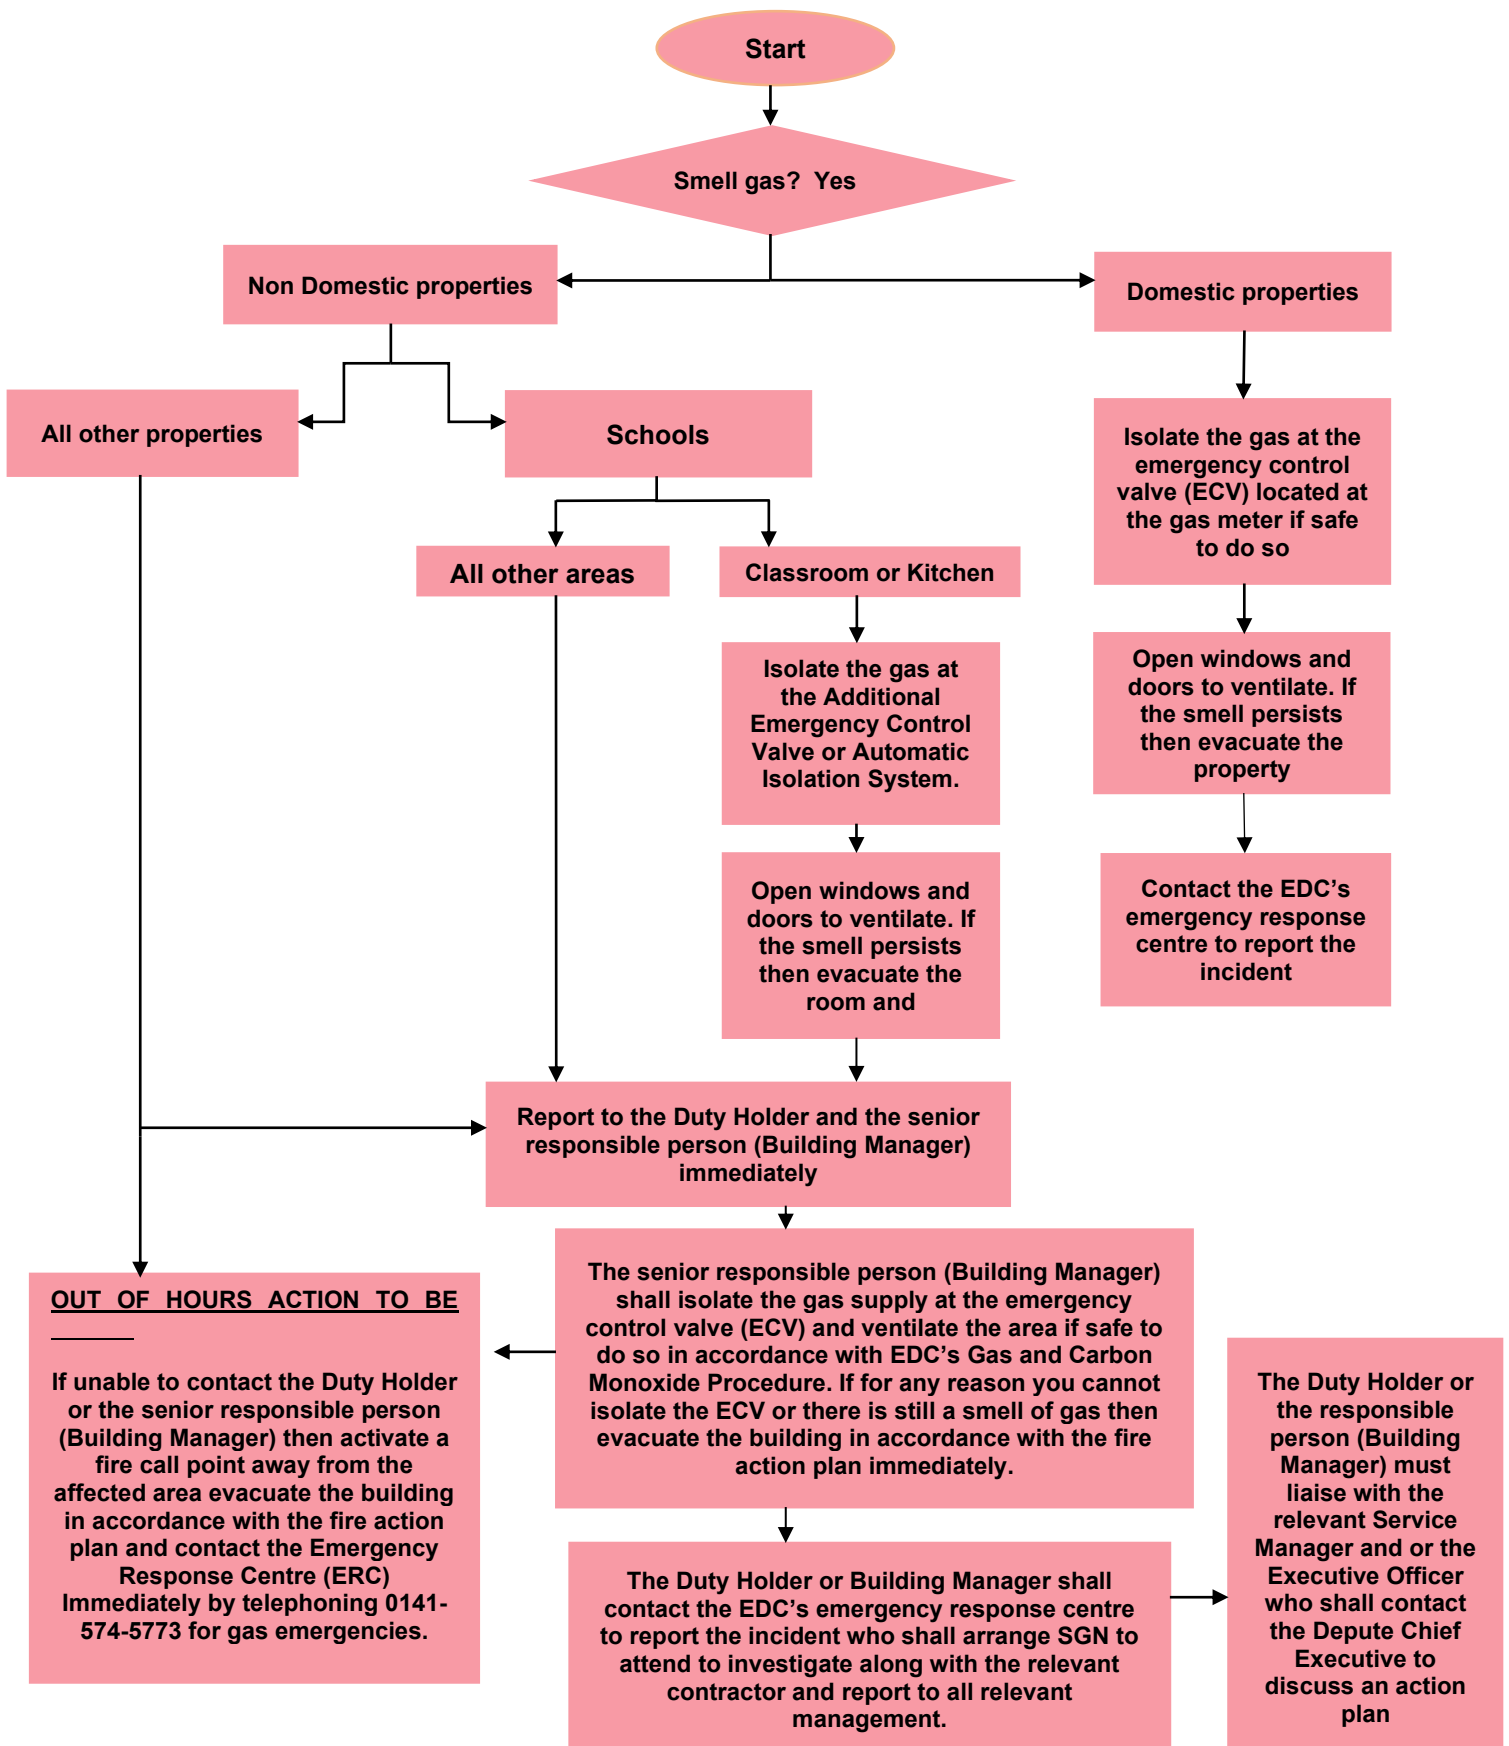 Start
Smell gas?  Yes
Non Domestic properties
Domestic properties
All other properties
Schools
Isolate the gas at the
emergency control
valve (ECV) located at
the gas meter if safe
to do so
All other areas
Classroom or Kitchen
Isolate the gas at
the Additional
Emergency Control
Valve or Automatic
Isolation System.
Open windows and
doors to ventilate. If
the smell persists
then evacuate the
property
Open windows and
doors to ventilate. If
the smell persists
then evacuate the
room and
Contact the EDC’s
emergency response
centre to report the
incident
Report to the Duty Holder and the senior
responsible person (Building Manager)
immediately
OUT OF HOURS ACTION TO BE
If unable to contact the Duty Holder
or the senior responsible person
(Building Manager) then activate a
fire call point away from the
affected area evacuate the building
in accordance with the fire action
plan and contact the Emergency
Response Centre (ERC)
Immediately by telephoning 0141-
574-5773 for gas emergencies.
The senior responsible person (Building Manager)
shall isolate the gas supply at the emergency
control valve (ECV) and ventilate the area if safe to
do so in accordance with EDC’s Gas and Carbon
Monoxide Procedure. If for any reason you cannot
isolate the ECV or there is still a smell of gas then
evacuate the building in accordance with the fire
action plan immediately.
The Duty Holder or
the responsible
person (Building
Manager) must
liaise with the
relevant Service
Manager and or the
Executive Officer
who shall contact
the Depute Chief
Executive to
discuss an action
plan
The Duty Holder or Building Manager shall
contact the EDC’s emergency response centre
to report the incident who shall arrange SGN to
attend to investigate along with the relevant
contractor and report to all relevant
management.